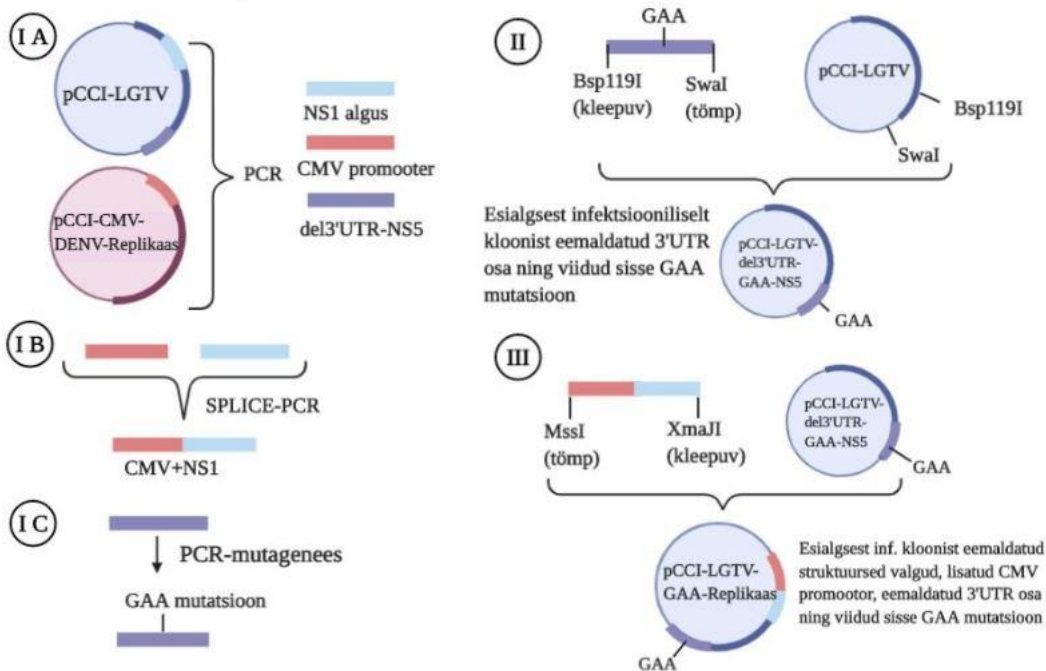 I A
pCCI-LGTV
pCCI-CMV-
DENV-Replikaas
PCR
NS1 algus
CMV promooter
del3'UTR-NS5
I B
SPLICE-PCR
CMV+NS1
I C
PCR-mutagenees
GAA mutatsioon
II
GAA
Bsp119I
(kleepuv)
SwaI
(tömp)
pCCI-LGTV
Bsp119I
SwaI
Esialgsest infektsiooniliselt
kloonist eemaldatud 3'UTR
osa ning viidud sisse GAA
mutatsioon
pCCI-LGTV-
del3'UTR-
GAA-NS5
GAA
III
MssI
(tömp)
XmaJI
(kleepuv)
pCCI-LGTV-
del3'UTR-
GAA-NS5
GAA
pCCI-LGTV-
GAA-Replikaas
GAA
Esialgsest inf. kloonist eemaldatud
struktuursed valgud, lisatud CMV
promootor, eemaldatud 3'UTR osa
ning viidud sisse GAA mutatsioon